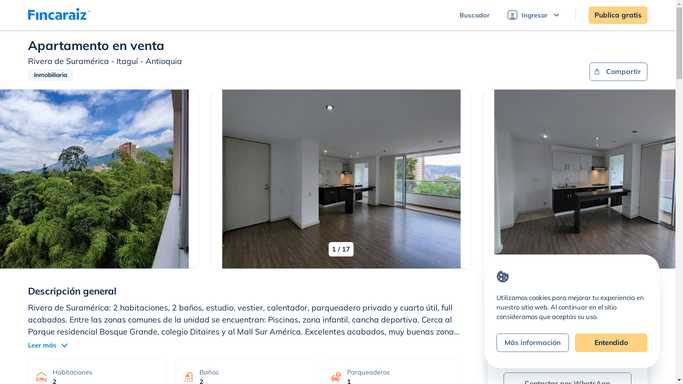 Fincaraiz
Buscador
Ingresar
Publica gratis
Apartamento en venta
Rivera de Suramérica - Itaguí - Antioquia
Inmobiliaria
Compartir
1 / 17
Descripción general
Rivera de Suramérica: 2 habitaciones, 2 baños, estudio, vestier, calentador, parqueadero privado y cuarto útil, full
acabados. Entre las zonas comunes de la unidad se encuentran: Piscinas, zona infantil, cancha deportiva. Cerca al
Parque residencial Bosque Grande, colegio Ditaires y al Mall Sur América. Excelentes acabados, muy buenas zona...
Leer más
Habitaciones
2
Baños
2
Parqueaderos
1
Utilizamos cookies para mejorar tu experiencia en
nuestro sitio web. Al continuar en el sitio
consideramos que aceptas su uso.
Más información
Entendido
Contactar por WhatsApp